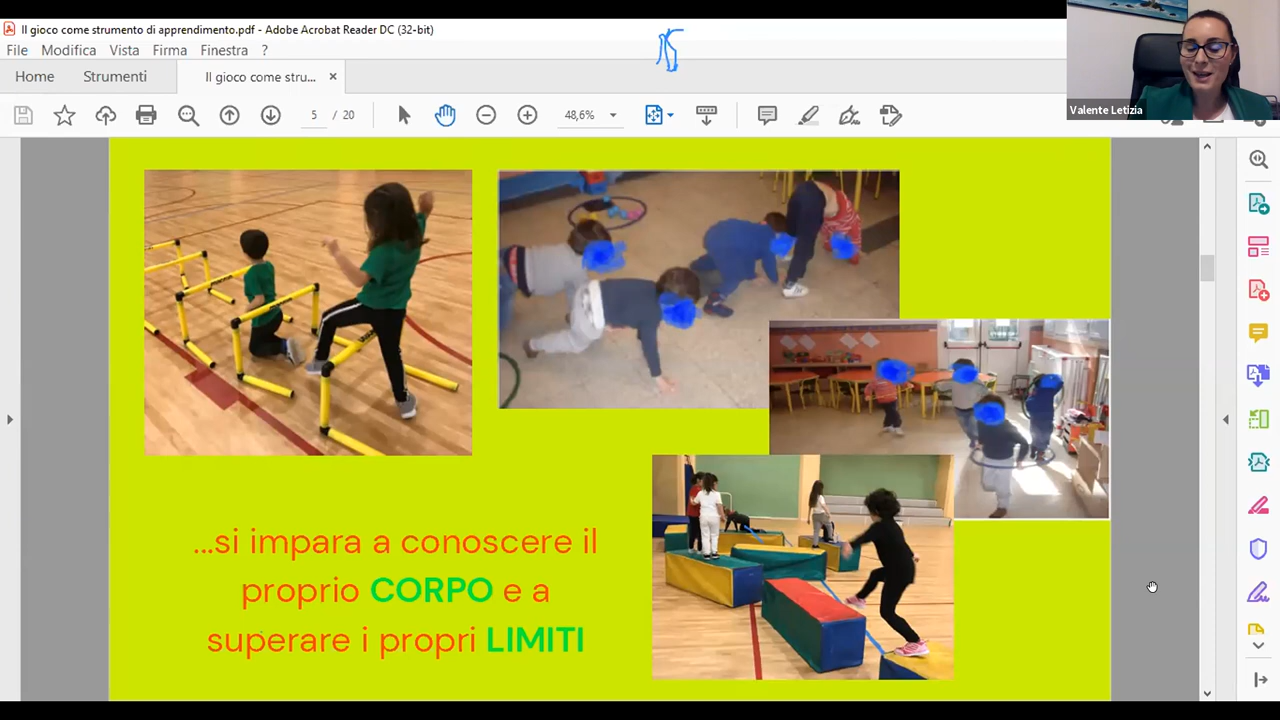 Il gioco come strumento di apprendimento.pdf - Adobe Acrobat Reader DC (32-bit)
File Modifica Vista Firma Finestra ?
Home Strumenti Il gioco come stru... ×
5 / 20 48,6%
Valente Letizia
...si impara a conoscere il
proprio CORPO e a
superare i propri LIMITI